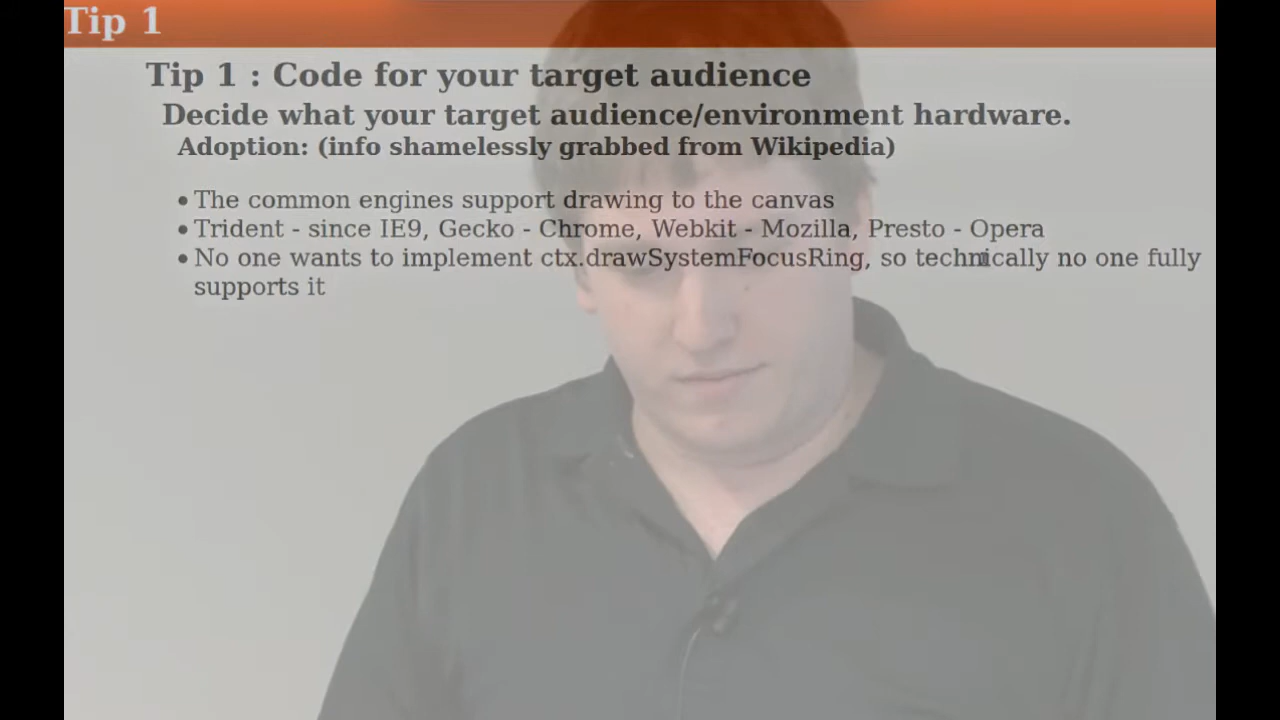 Tip 1
Tip 1 : Code for your target audience
Decide what your target audience/environment hardware.
Adoption: (info shamelessly grabbed from Wikipedia)
• The common engines support drawing to the canvas
• Trident - since IE9, Gecko - Chrome, Webkit - Mozilla, Presto - Opera
• No one wants to implement ctx.drawSystemFocusRing, so technically no one fully
supports it